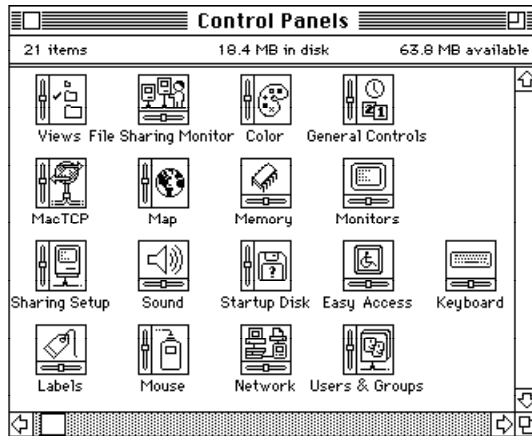 Control Panels
21 items 18.4 MB in disk 63.8 MB available
Views File Sharing Monitor Color General Controls
MacTCP Map Memory Monitors
Sharing Setup Sound Startup Disk Easy Access Keyboard
Labels Mouse Network Users & Groups